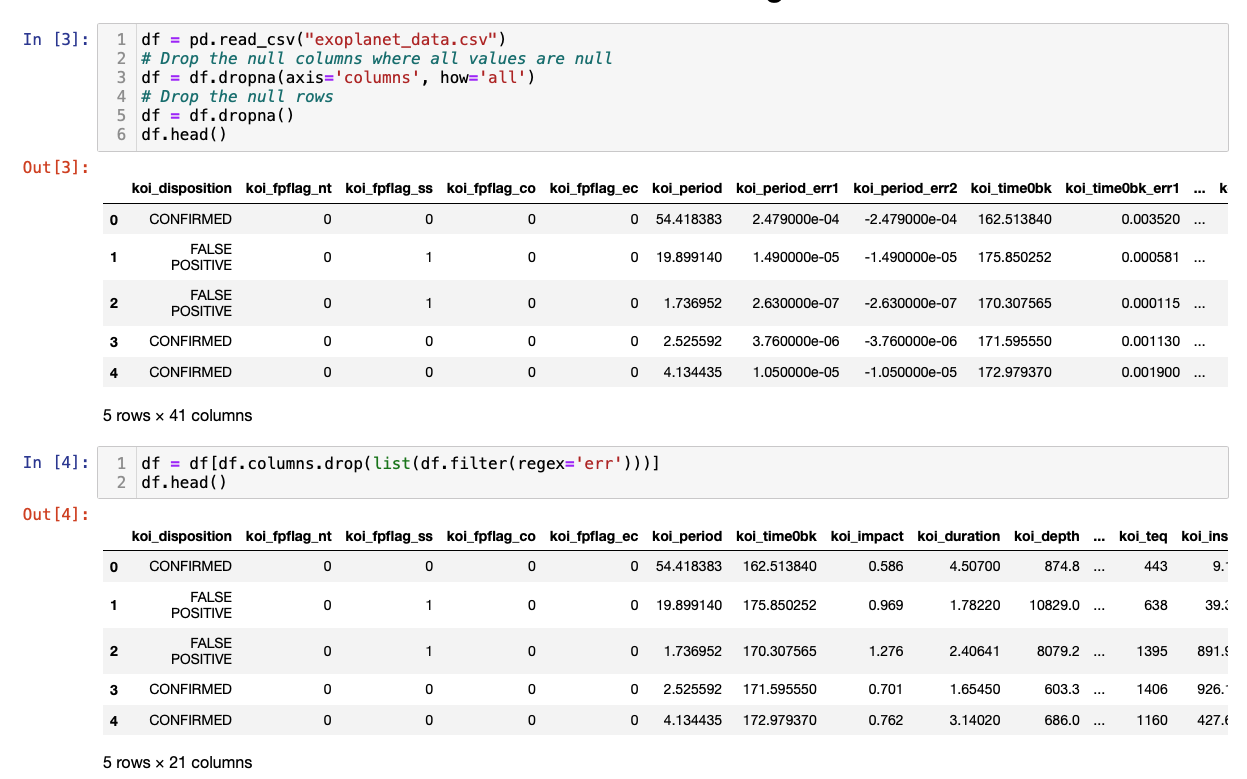 In [3]:
1 df = pd.read_csv("exoplanet_data.csv")
2 # Drop the null columns where all values are null
3 df = df.dropna(axis='columns', how='all')
4 # Drop the null rows
5 df = df.dropna()
6 df.head()
Out[3]:
koi_disposition koi_fpflag_nt koi_fpflag_ss koi_fpflag_co koi_fpflag_ec koi_period koi_period_err1 koi_period_err2 koi_time0bk koi_time0bk_err1 ...
0 CONFIRMED 0 0 0 0 54.418383 2.479000e-04 -2.479000e-04 162.513840 0.003520 ...
1 FALSE POSITIVE 0 1 0 0 19.899140 1.490000e-05 -1.490000e-05 175.850252 0.000581 ...
2 FALSE POSITIVE 0 1 0 0 1.736952 2.630000e-07 -2.630000e-07 170.307565 0.000115 ...
3 CONFIRMED 0 0 0 0 2.525592 3.760000e-06 -3.760000e-06 171.595550 0.001130 ...
4 CONFIRMED 0 0 0 0 4.134435 1.050000e-05 -1.050000e-05 172.979370 0.001900 ...
5 rows × 41 columns
In [4]:
1 df = df[df.columns.drop(list(df.filter(regex='err')))]
2 df.head()
Out[4]:
koi_disposition koi_fpflag_nt koi_fpflag_ss koi_fpflag_co koi_fpflag_ec koi_period koi_time0bk koi_impact koi_duration koi_depth ... koi_teq koi_ins
0 CONFIRMED 0 0 0 0 54.418383 162.513840 0.586 4.50700 874.8 ... 443 9.
1 FALSE POSITIVE 0 1 0 0 19.899140 175.850252 0.969 1.78220 10829.0 ... 638 39.
2 FALSE POSITIVE 0 1 0 0 1.736952 170.307565 1.276 2.40641 8079.2 ... 1395 891.
3 CONFIRMED 0 0 0 0 2.525592 171.595550 0.701 1.65450 603.3 ... 1406 926.
4 CONFIRMED 0 0 0 0 4.134435 172.979370 0.762 3.14020 686.0 ... 1160 427.
5 rows × 21 columns